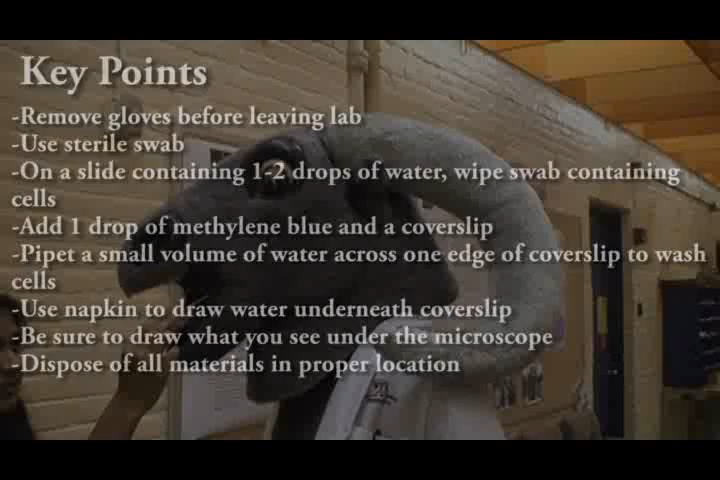 Key Points
-Remove gloves before leaving lab
-Use sterile swab
-On a slide containing 1-2 drops of water, wipe swab containing
cells
-Add 1 drop of methylene blue and a coverslip
-Pipet a small volume of water across one edge of coverslip to wash
cells
-Use napkin to draw water underneath coverslip
-Be sure to draw what you see under the microscope
-Dispose of all materials in proper location